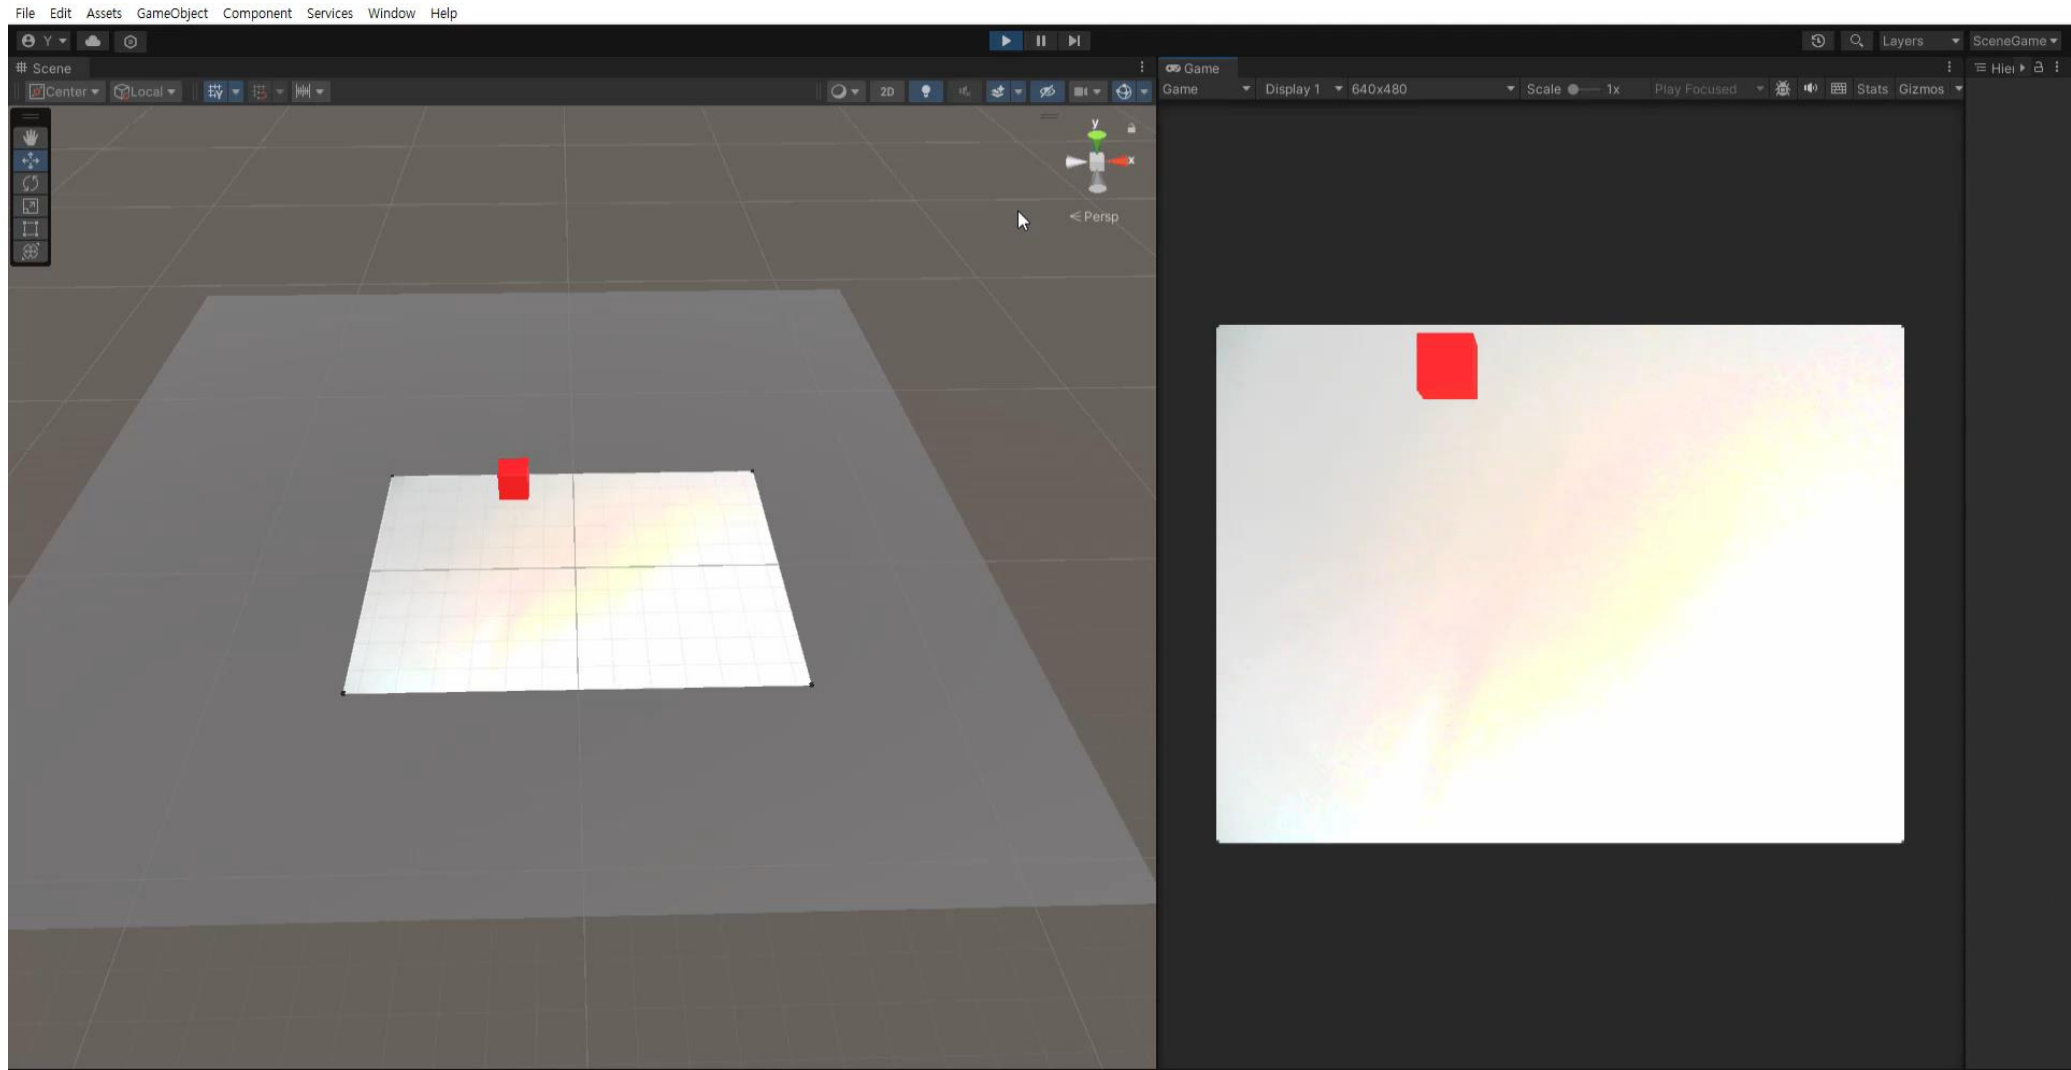 File Edit Assets GameObject Component Services Window Help
Y Layers SceneGame
Scene
Center Local 2D
y
x
Persp
Game
Game Display 1 640x480 Scale 1x Play Focused Stats Gizmos
Hier